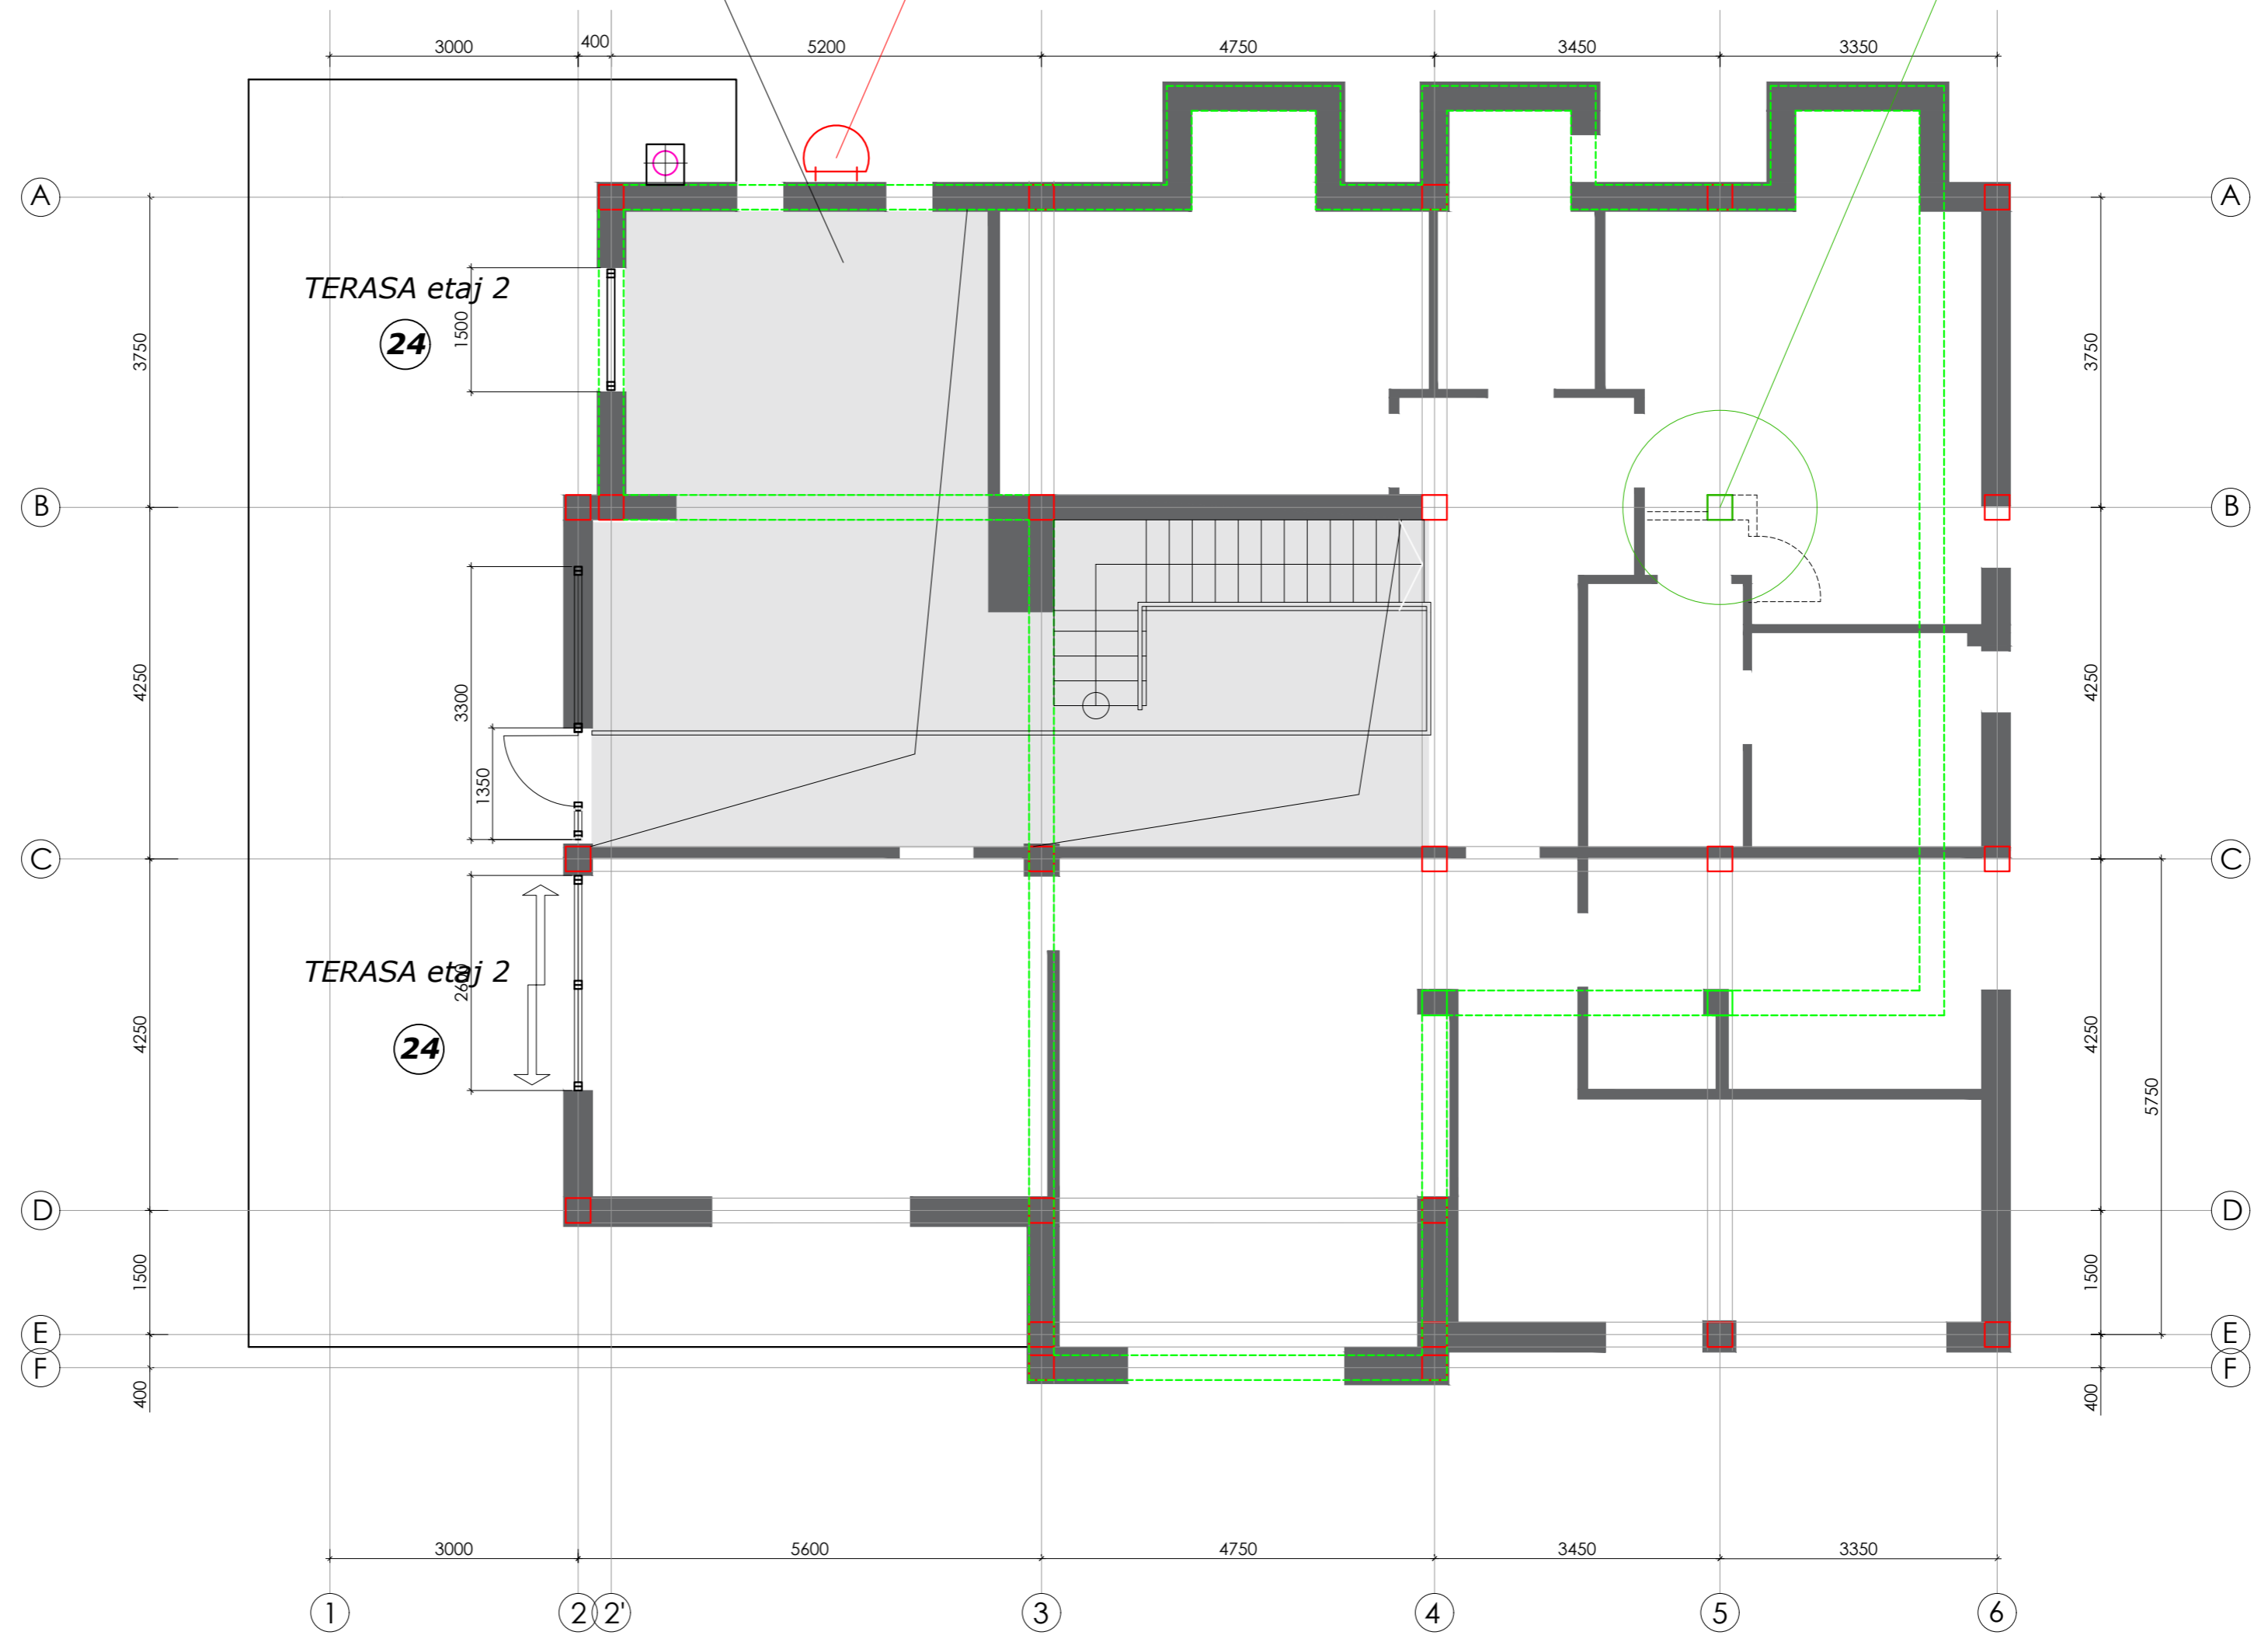 3000 400 5200 4750 3450 3350
A A
TERASA etaj 2
24
1500
3750 3750
B B
4250 3300 4250
1350
C C
TERASA etaj 2
24
4250 4250
5750
D D
1500 1500
E E
F F
400 400
3000 5600 4750 3450 3350
1 2 2' 3 4 5 6